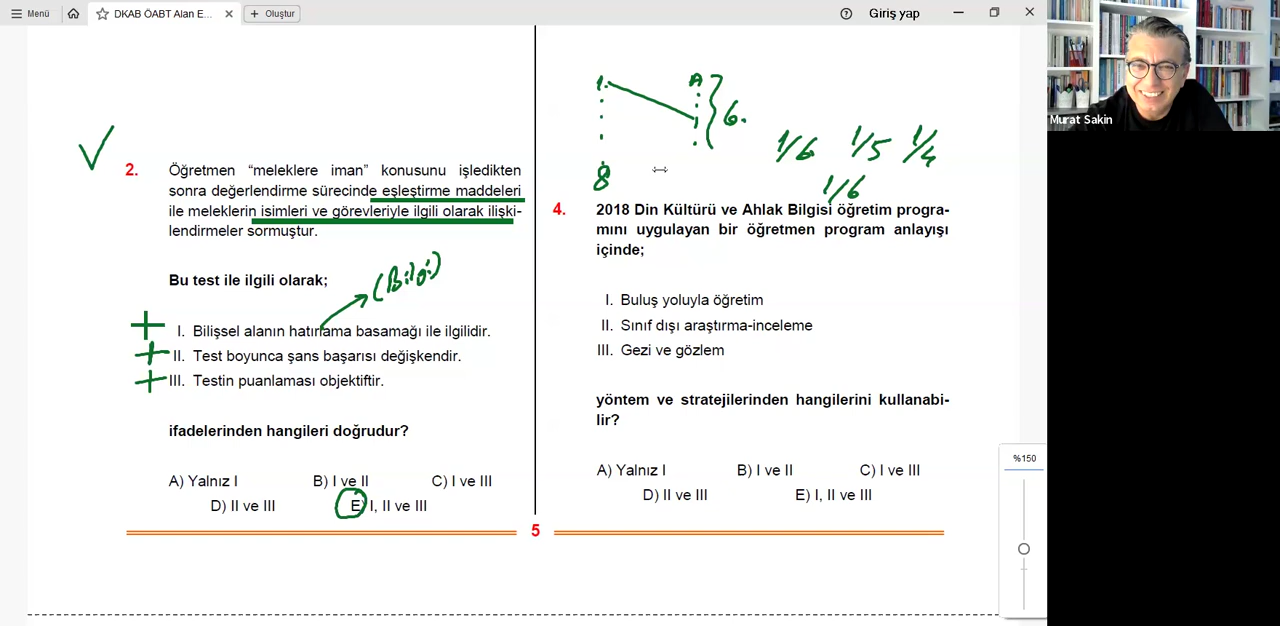 Menü
DKAB ÖABT Alan E...
Oluştur
Giriş yap
Murat Sakin
2. Öğretmen “meleklere iman” konusunu işledikten
sonra değerlendirme sürecinde eşleştirme maddeleri
ile meleklerin isimleri ve görevleriyle ilgili olarak ilişki-
lendirmeler sormuştur.
Bu test ile ilgili olarak;
(Bilgi)
I. Bilişsel alanın hatırlama basamağı ile ilgilidir.
II. Test boyunca şans başarısı değişkendir.
III. Testin puanlaması objektiftir.
ifadelerinden hangileri doğrudur?
A) Yalnız I B) I ve II C) I ve III
D) II ve III E) I, II ve III
1. A 6.
8
1/6 1/5 1/4
1/6
4. 2018 Din Kültürü ve Ahlak Bilgisi öğretim progra-
mını uygulayan bir öğretmen program anlayışı
içinde;
I. Buluş yoluyla öğretim
II. Sınıf dışı araştırma-inceleme
III. Gezi ve gözlem
yöntem ve stratejilerinden hangilerini kullanabi-
lir?
A) Yalnız I B) I ve II C) I ve III
D) II ve III E) I, II ve III
5
%150